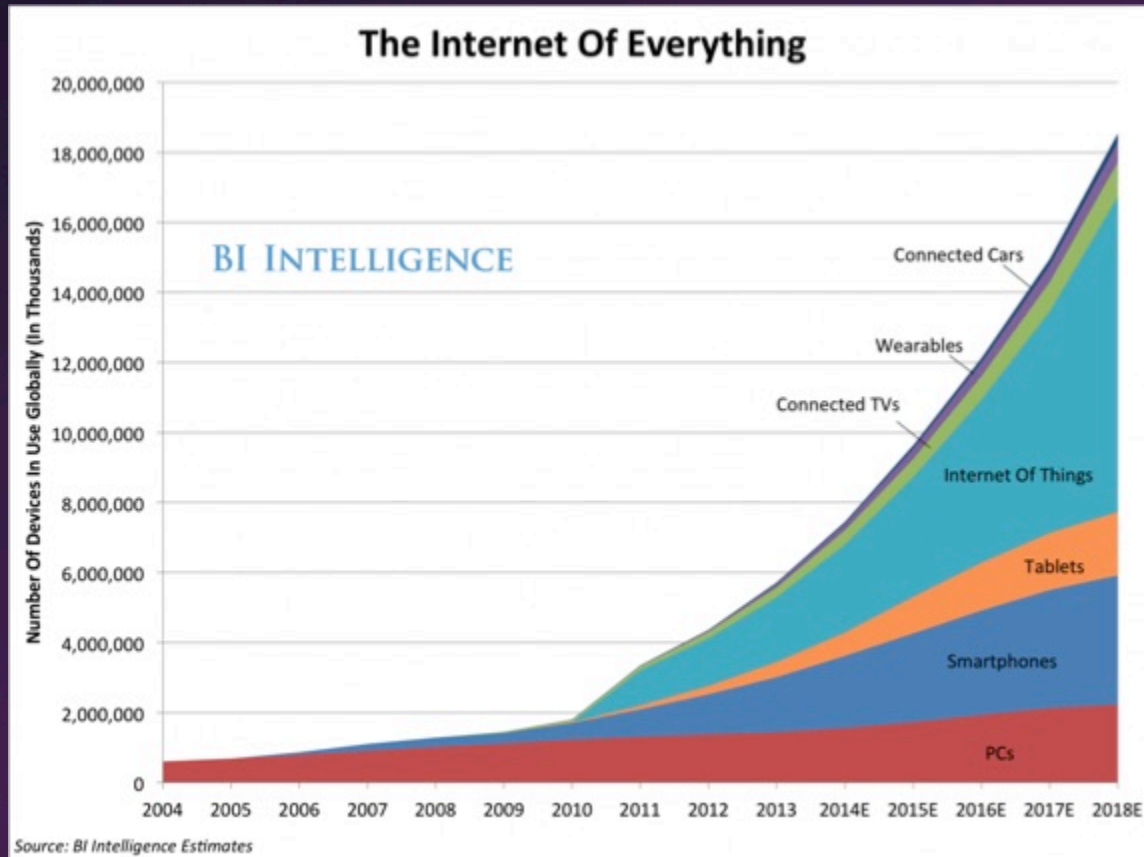 The Internet Of Everything
Number Of Devices In Use Globally (In Thousands)
20,000,000
18,000,000
16,000,000
14,000,000
12,000,000
10,000,000
8,000,000
6,000,000
4,000,000
2,000,000
0
BI INTELLIGENCE
Connected Cars
Wearables
Connected TVs
Internet Of Things
Tablets
Smartphones
PCs
2004 2005 2006 2007 2008 2009 2010 2011 2012 2013 2014E 2015E 2016E 2017E 2018E
Source: BI Intelligence Estimates